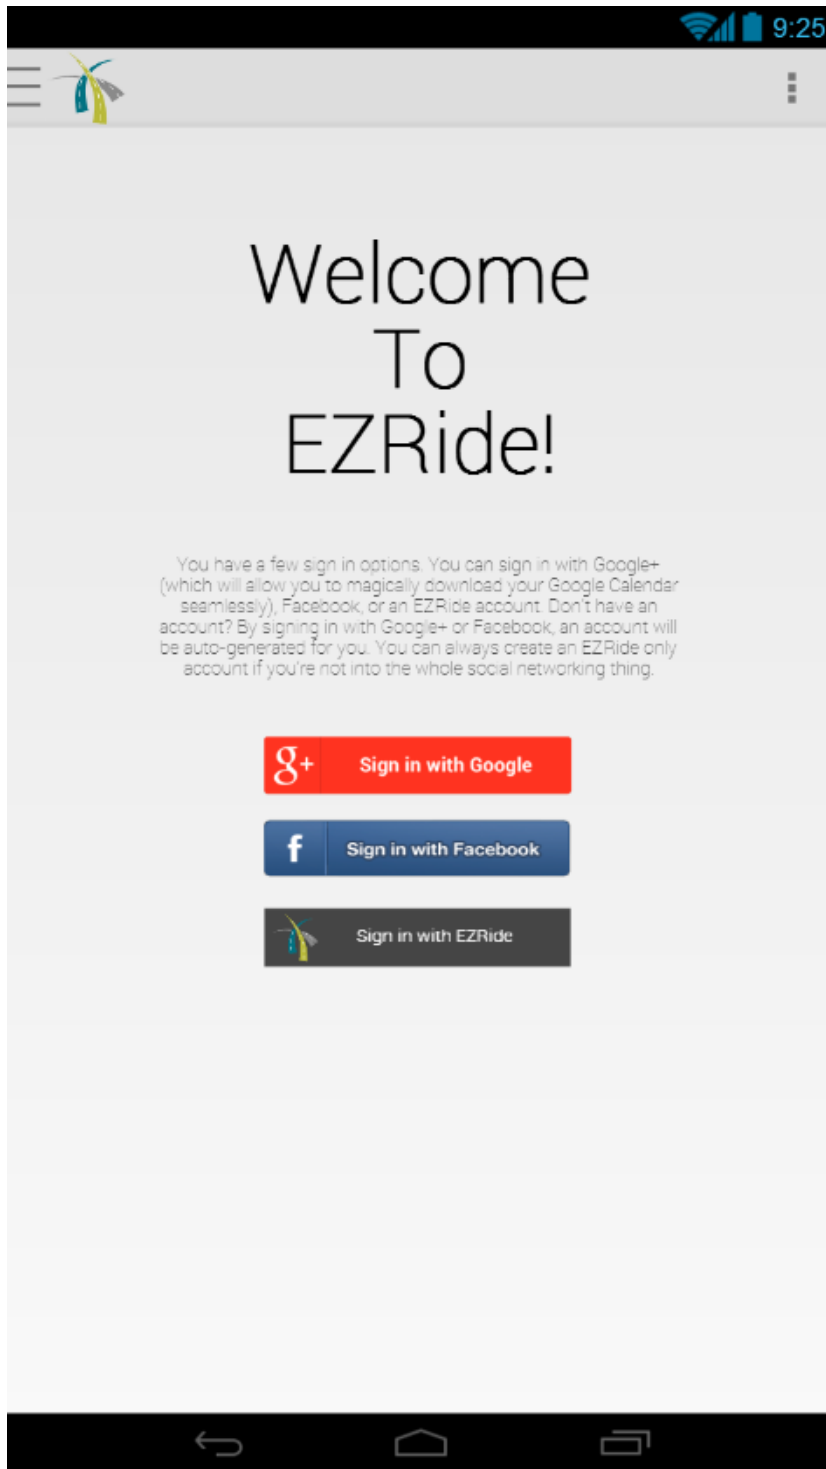 9:25
Welcome
To
EZRide!
You have a few sign in options. You can sign in with Google+
(which will allow you to magically download your Google Calendar
seamlessly), Facebook, or an EZRide account. Don't have an
account? By signing in with Google+ or Facebook, an account will
be auto-generated for you. You can always create an EZRide only
account if you're not into the whole social networking thing.
g+ Sign in with Google
f Sign in with Facebook
Sign in with EZRide